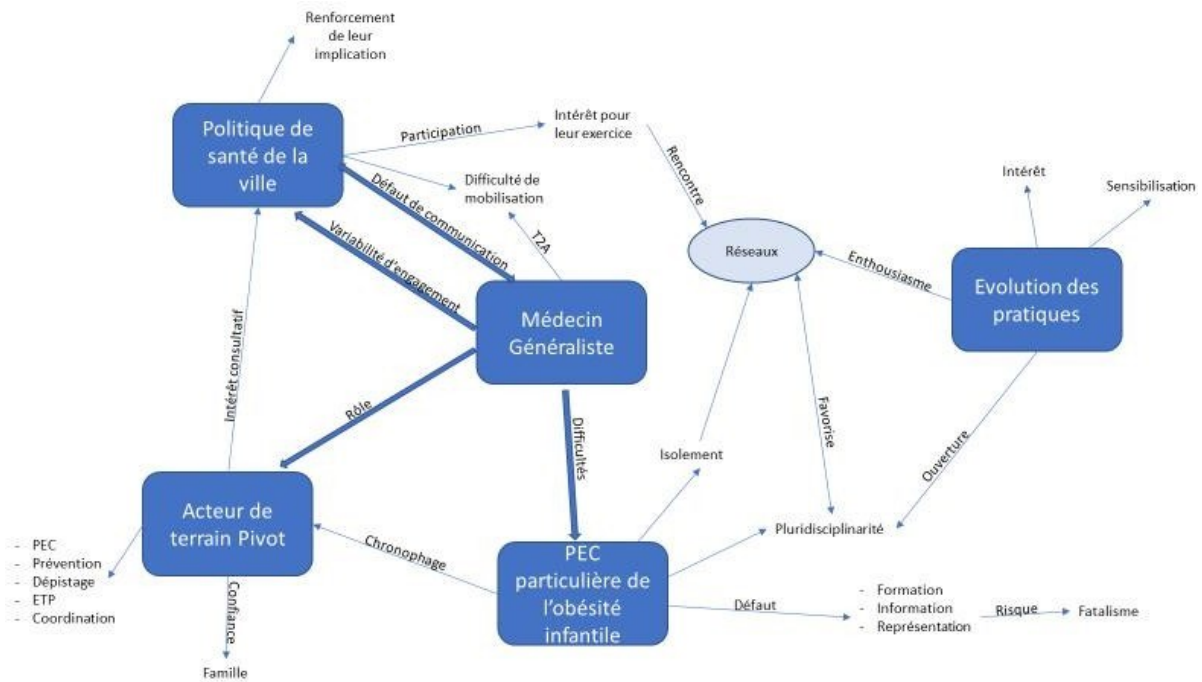 Renforcement
de leur
implication
Politique de
santé de la
ville
Participation
Intérêt pour
leur exercice
Rencontre
Difficulté de
mobilisation
Défaut de communication
Variabilité d'engagement
T2A
Réseaux
Intérêt
Sensibilisation
Enthousiasme
Evolution des
pratiques
Médecin
Généraliste
Intérêt consultatif
Rôle
Difficultés
Isolement
Favorise
Ouverture
Acteur de
terrain Pivot
Chronophage
Pluridisciplinarité
- PEC
- Prévention
- Dépistage
- ETP
- Coordination
Confiance
Famille
PEC
particulière de
l'obésité
infantile
Défaut
- Formation
- Information
- Représentation
Risque
Fatalisme